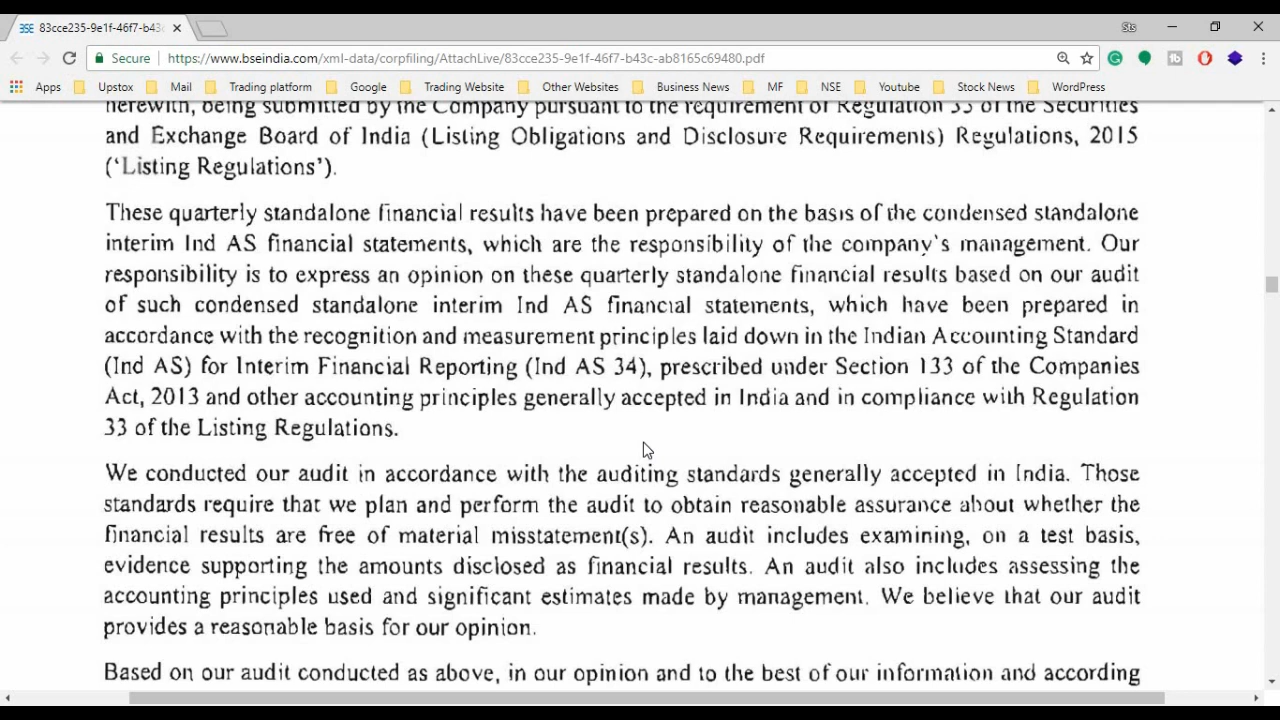 83cce235-9e1f-46f7-b43c
Sts
Secure https://www.bseindia.com/xml-data/corpfiling/AttachLive/83cce235-9e1f-46f7-b43c-ab8165c69480.pdf
Apps Upstox Mail Trading platform Google Trading Website Other Websites Business News MF NSE Youtube Stock News WordPress
herewith, being submitted by the Company pursuant to the requirement of Regulation 33 of the Securities
and Exchange Board of India (Listing Obligations and Disclosure Requirements) Regulations, 2015
(‘Listing Regulations’).
These quarterly standalone financial results have been prepared on the basis of the condensed standalone
interim Ind AS financial statements, which are the responsibility of the company's management. Our
responsibility is to express an opinion on these quarterly standalone financial results based on our audit
of such condensed standalone interim Ind AS financial statements, which have been prepared in
accordance with the recognition and measurement principles laid down in the Indian Accounting Standard
(Ind AS) for Interim Financial Reporting (Ind AS 34), prescribed under Section 133 of the Companies
Act, 2013 and other accounting principles generally accepted in India and in compliance with Regulation
33 of the Listing Regulations.
We conducted our audit in accordance with the auditing standards generally accepted in India. Those
standards require that we plan and perform the audit to obtain reasonable assurance about whether the
financial results are free of material misstatement(s). An audit includes examining, on a test basis,
evidence supporting the amounts disclosed as financial results. An audit also includes assessing the
accounting principles used and significant estimates made by management. We believe that our audit
provides a reasonable basis for our opinion.
Based on our audit conducted as above, in our opinion and to the best of our information and according